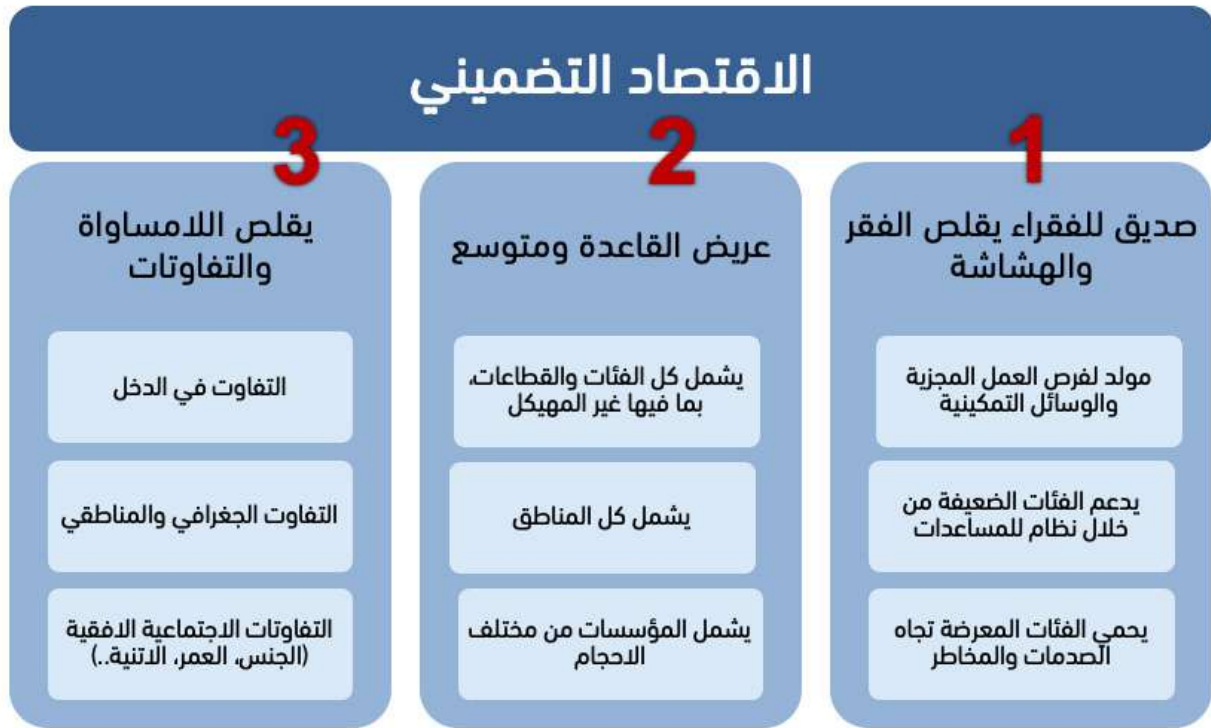 الاقتصاد التضميني
1
صديق للفقراء يقلص الفقر
والهشاشة
مولد لفرص العمل المجزية
والوسائل التمكينية
يدعم الفئات الضعيفة من
خلال نظام للمساعدات
يحمي الفئات المعرضة تجاه
الصدمات والمخاطر
2
عريض القاعدة ومتوسع
يشمل كل الفئات والقطاعات،
بما فيها غير المهيكل
يشمل كل المناطق
يشمل المؤسسات من مختلف
الاحجام
3
يقلص اللامساواة
والتفاوتات
التفاوت في الدخل
التفاوت الجغرافي والمناطقي
التفاوتات الاجتماعية الافقية
(الجنس، العمر، الاتنية..)